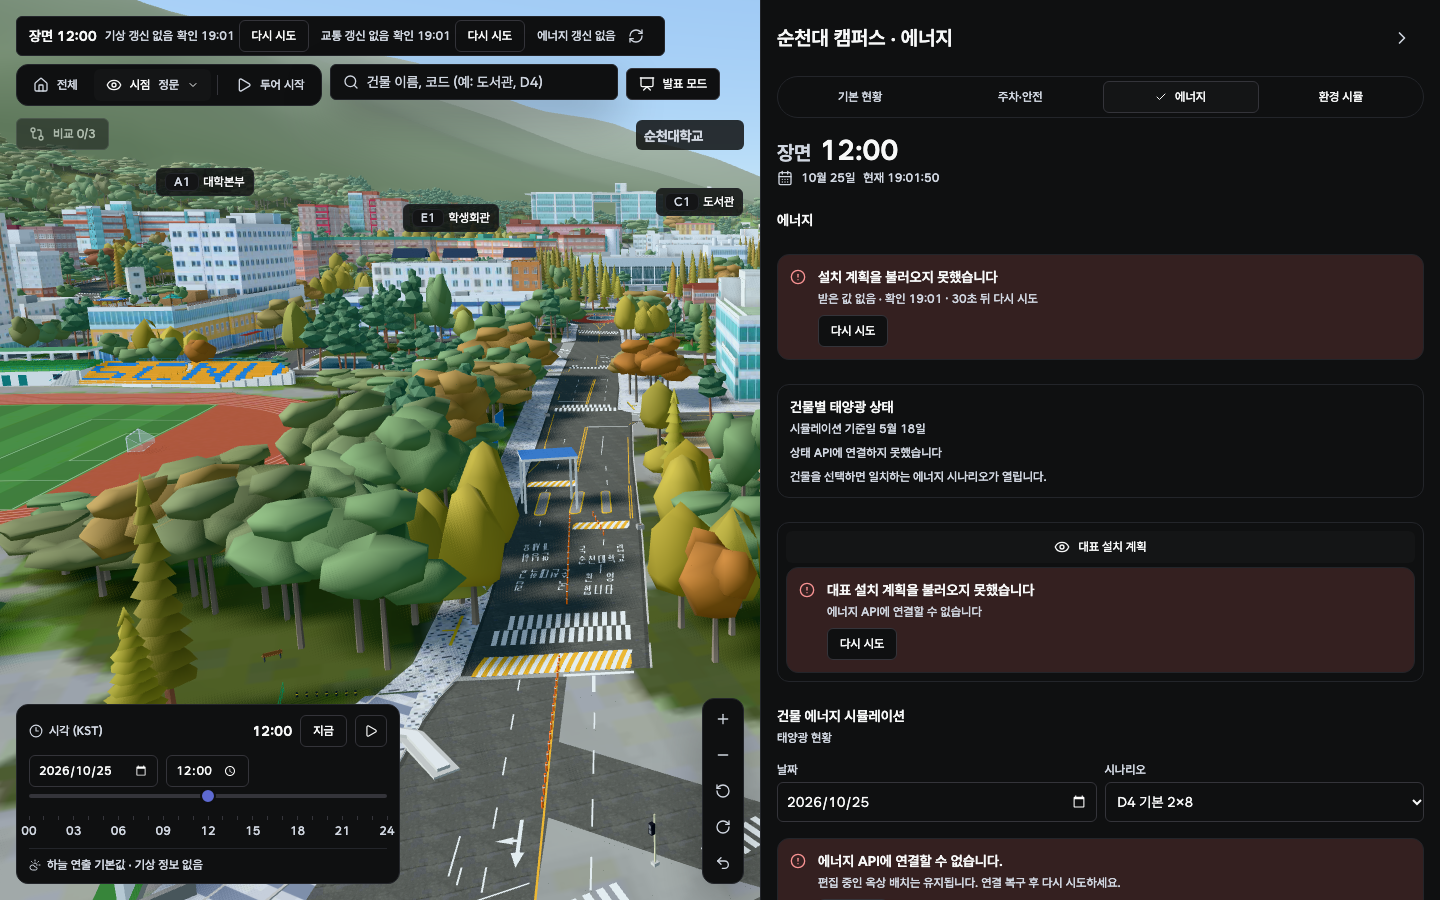 장면 12:00 기상 갱신 없음 확인 19:01 다시 시도 교통 갱신 없음 확인 19:01 다시 시도 에너지 갱신 없음
전체 시점 정문 투어 시작 건물 이름, 코드 (예: 도서관, D4) 발표 모드
비교 0/3
순천대학교
A1 대학본부
C1 도서관
E1 학생회관
시각 (KST) 12:00 지금
2026/10/25 12:00
00 03 06 09 12 15 18 21 24
하늘 연출 기본값 · 기상 정보 없음
순천대 캠퍼스 · 에너지
기본 현황 주차·안전 에너지 환경 시뮬
장면 12:00
10월 25일 현재 19:01:50
에너지
설치 계획을 불러오지 못했습니다
받은 값 없음 · 확인 19:01 · 30초 뒤 다시 시도
다시 시도
건물별 태양광 상태
시뮬레이션 기준일 5월 18일
상태 API에 연결하지 못했습니다
건물을 선택하면 일치하는 에너지 시나리오가 열립니다.
대표 설치 계획
대표 설치 계획을 불러오지 못했습니다
에너지 API에 연결할 수 없습니다
다시 시도
건물 에너지 시뮬레이션
태양광 현황
날짜 시나리오
2026/10/25 D4 기본 2×8
에너지 API에 연결할 수 없습니다.
편집 중인 옥상 배치는 유지됩니다. 연결 복구 후 다시 시도하세요.